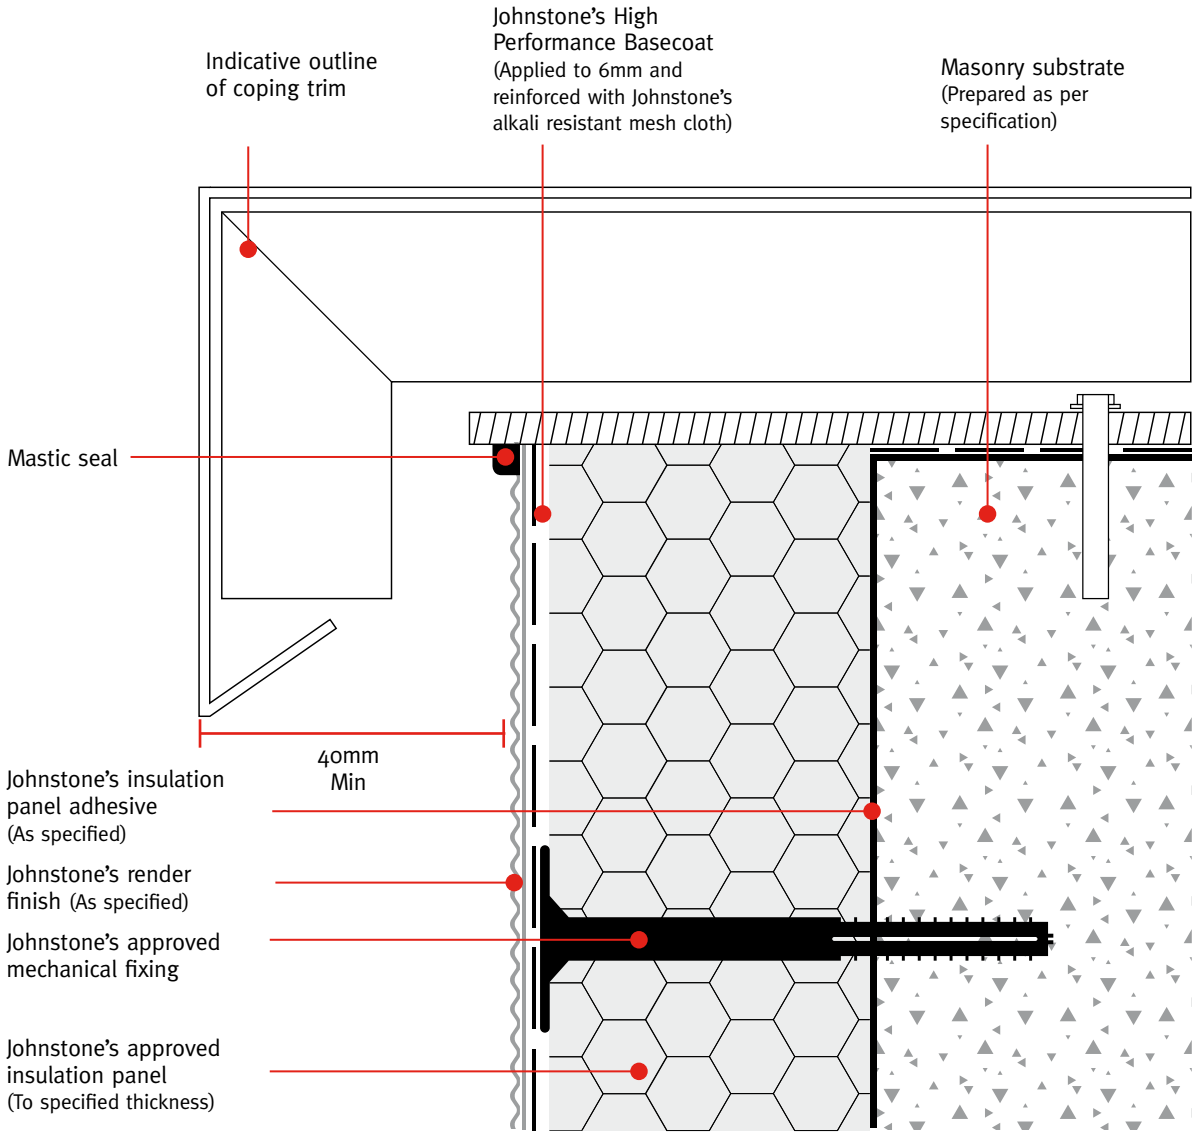 Johnstone's High
Performance Basecoat
(Applied to 6mm and
reinforced with Johnstone's
alkali resistant mesh cloth)
Indicative outline
of coping trim
Masonry substrate
(Prepared as per
specification)
Mastic seal
40mm
Min
Johnstone's insulation
panel adhesive
(As specified)
Johnstone's render
finish (As specified)
Johnstone's approved
mechanical fixing
Johnstone's approved
insulation panel
(To specified thickness)